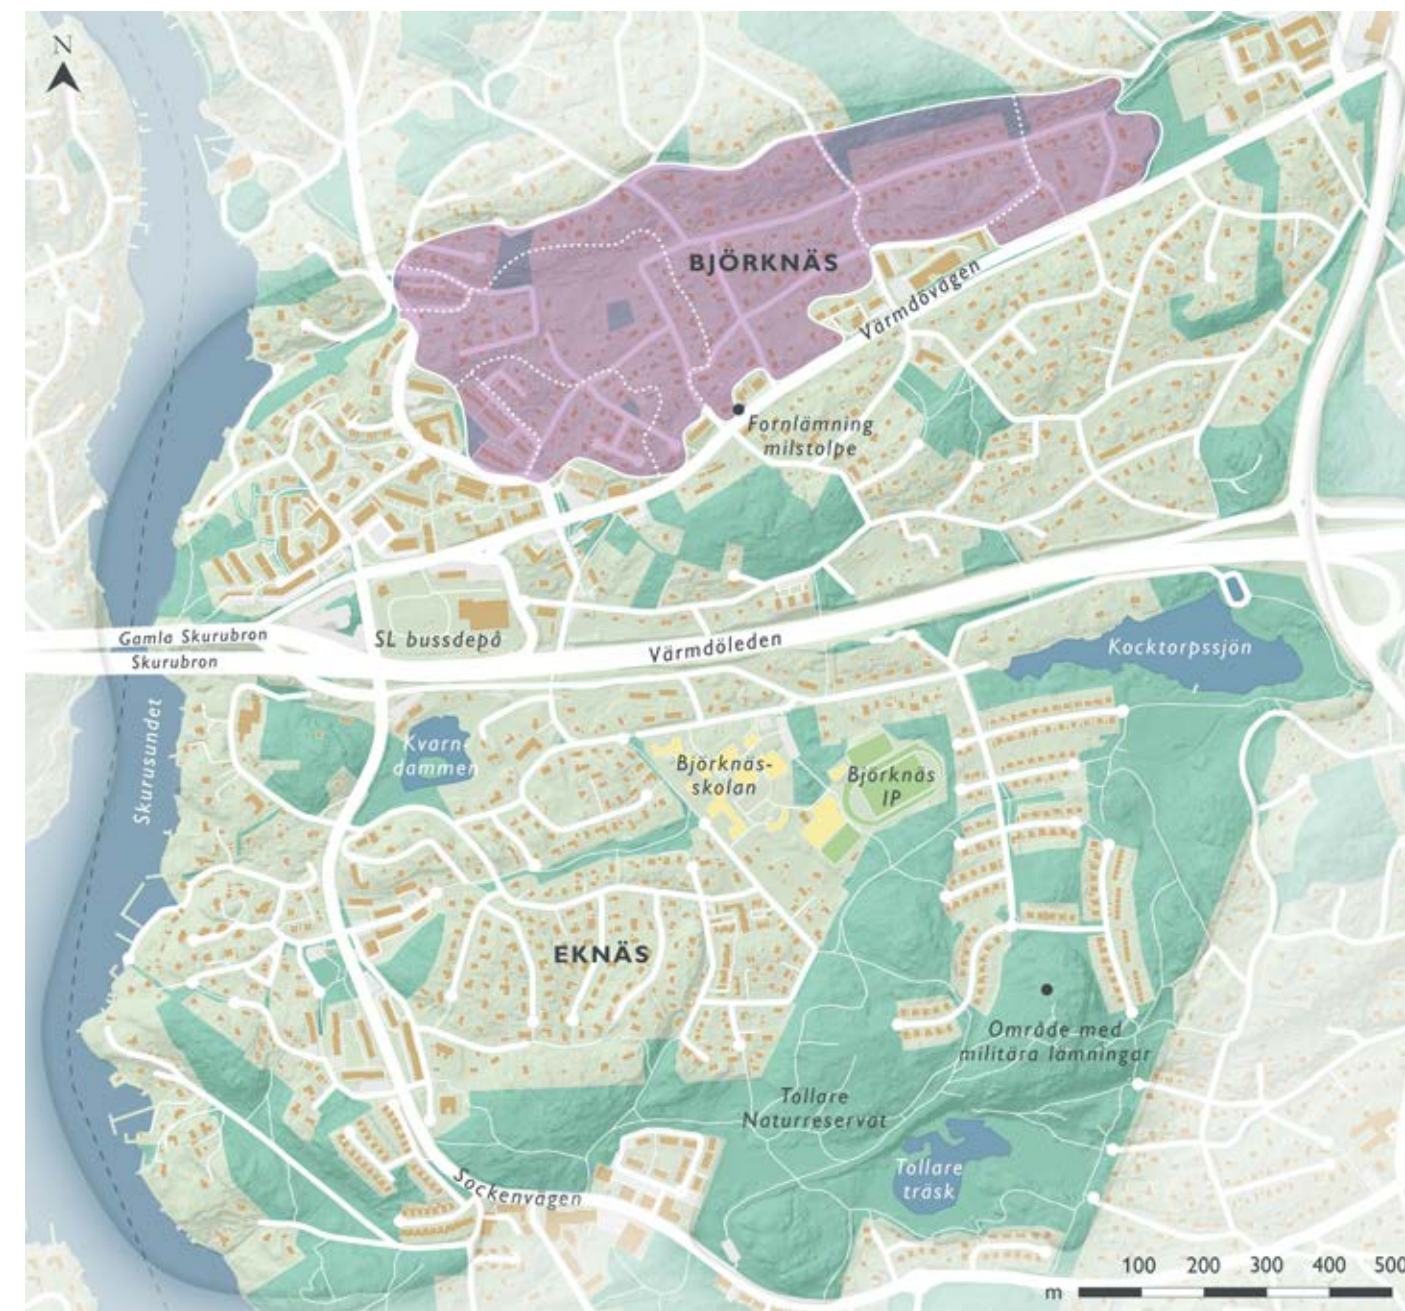 N
BJÖRKNÄS
Värmdövägen
Fornlämning
milstolpe
Gamla Skurubron
SL bussdepå
Skurubron
Värmdöleden
Kocktorpssjön
Skurusundet
Kvarn-
dammen
Björknäs-
skolan
Björknäs
IP
EKNÄS
Område med
militära lämningar
Tollare
Naturreservat
Tollare
träsk
Sockenvägen
100 200 300 400 500
m